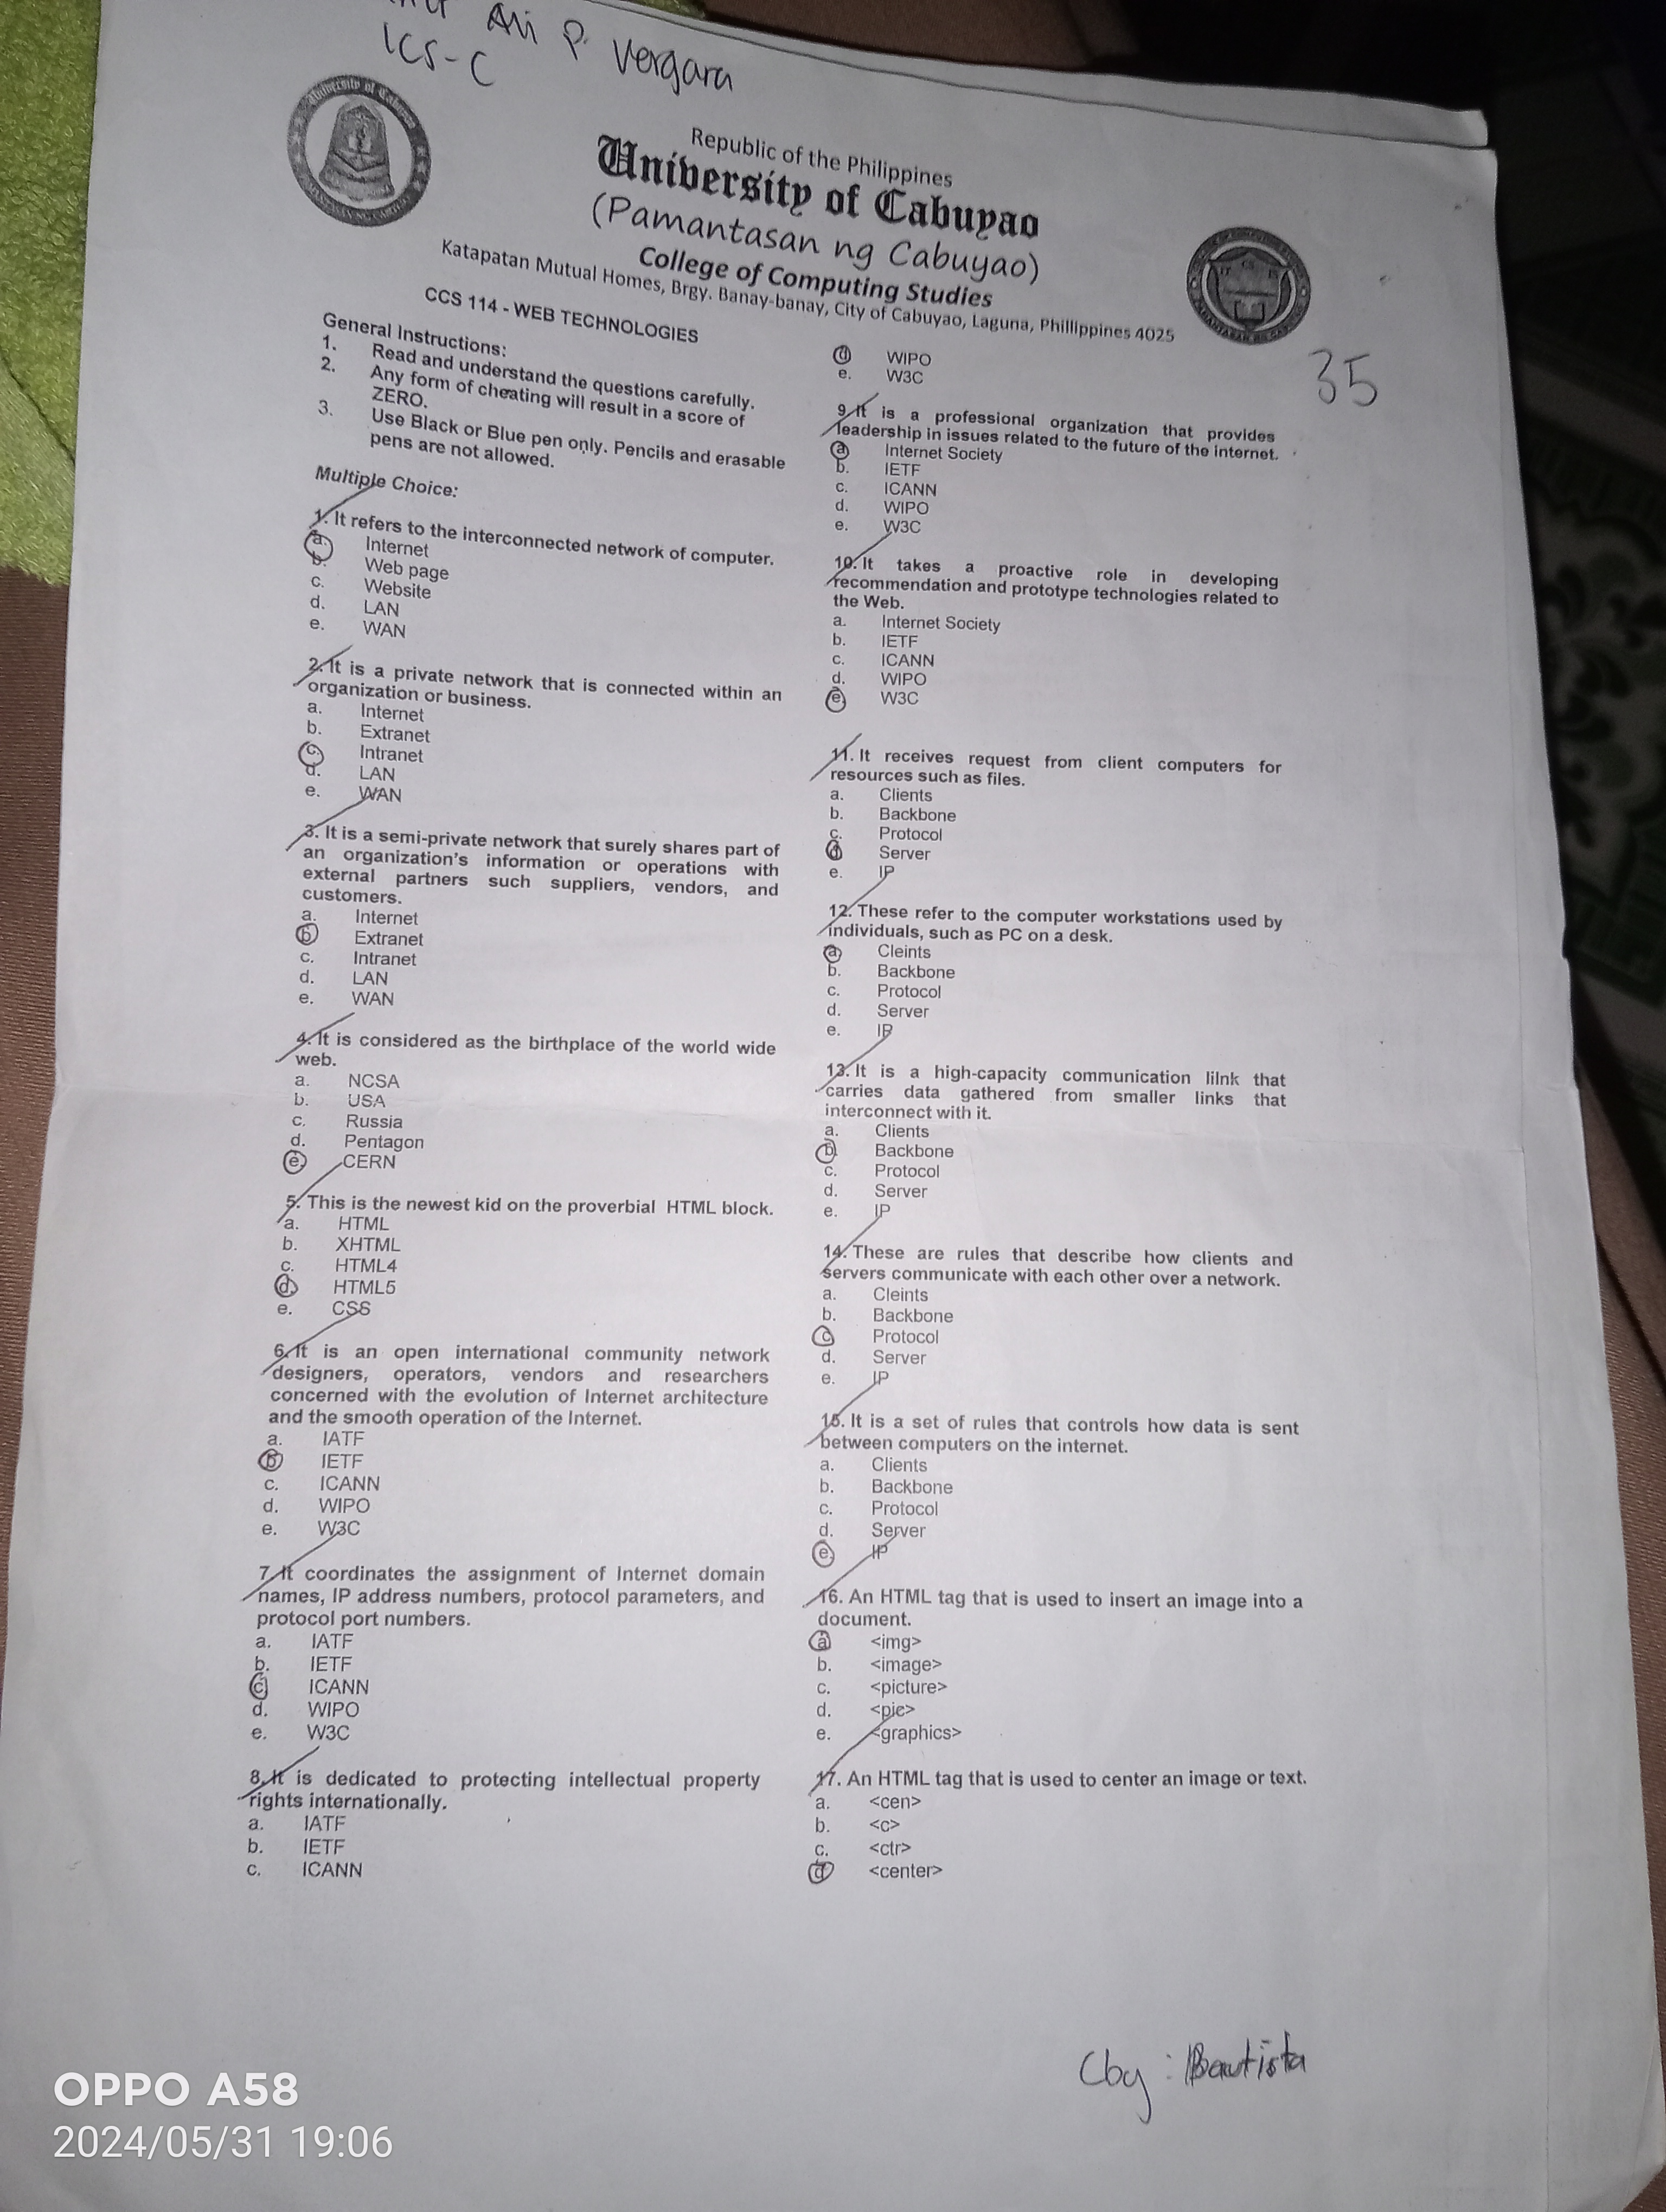 Ali P. Vergara
1CS-C
Republic of the Philippines
University of Cabuyao
(Pamantasan ng Cabuyao)
College of Computing Studies
Katapatan Mutual Homes, Brgy. Banay-banay, City of Cabuyao, Laguna, Phillippines 4025
35
CCS 114 - WEB TECHNOLOGIES
General Instructions:
1. Read and understand the questions carefully.
2. Any form of cheating will result in a score of
ZERO.
3. Use Black or Blue pen only. Pencils and erasable
pens are not allowed.
Multiple Choice:
1. It refers to the interconnected network of computer.
a. Internet
b. Web page
c. Website
d. LAN
e. WAN
2. It is a private network that is connected within an
organization or business.
a. Internet
b. Extranet
c. Intranet
d. LAN
e. WAN
3. It is a semi-private network that surely shares part of
an organization's information or operations with
external partners such suppliers, vendors, and
customers.
a. Internet
b. Extranet
c. Intranet
d. LAN
e. WAN
4. It is considered as the birthplace of the world wide
web.
a. NCSA
b. USA
c. Russia
d. Pentagon
e. CERN
5. This is the newest kid on the proverbial HTML block.
a. HTML
b. XHTML
c. HTML4
d. HTML5
e. CSS
6. It is an open international community network
designers, operators, vendors and researchers
concerned with the evolution of Internet architecture
and the smooth operation of the Internet.
a. IATF
b. IETF
c. ICANN
d. WIPO
e. W3C
7. It coordinates the assignment of Internet domain
names, IP address numbers, protocol parameters, and
protocol port numbers.
a. IATF
b. IETF
c. ICANN
d. WIPO
e. W3C
8. It is dedicated to protecting intellectual property
rights internationally.
a. IATF
b. IETF
c. ICANN
d. WIPO
e. W3C
9. It is a professional organization that provides
leadership in issues related to the future of the internet.
a. Internet Society
b. IETF
c. ICANN
d. WIPO
e. W3C
10. It takes a proactive role in developing
recommendation and prototype technologies related to
the Web.
a. Internet Society
b. IETF
c. ICANN
d. WIPO
e. W3C
11. It receives request from client computers for
resources such as files.
a. Clients
b. Backbone
c. Protocol
d. Server
e. IP
12. These refer to the computer workstations used by
individuals, such as PC on a desk.
a. Cleints
b. Backbone
c. Protocol
d. Server
e. IP
13. It is a high-capacity communication lilnk that
carries data gathered from smaller links that
interconnect with it.
a. Clients
b. Backbone
c. Protocol
d. Server
e. IP
14. These are rules that describe how clients and
servers communicate with each other over a network.
a. Cleints
b. Backbone
c. Protocol
d. Server
e. IP
15. It is a set of rules that controls how data is sent
between computers on the internet.
a. Clients
b. Backbone
c. Protocol
d. Server
e. IP
16. An HTML tag that is used to insert an image into a
document.
a. <img>
b. <image>
c. <picture>
d. <pic>
e. <graphics>
17. An HTML tag that is used to center an image or text.
a. <cen>
b. <c>
c. <ctr>
d. <center>
Cby: Bautista
OPPO A58
2024/05/31 19:06